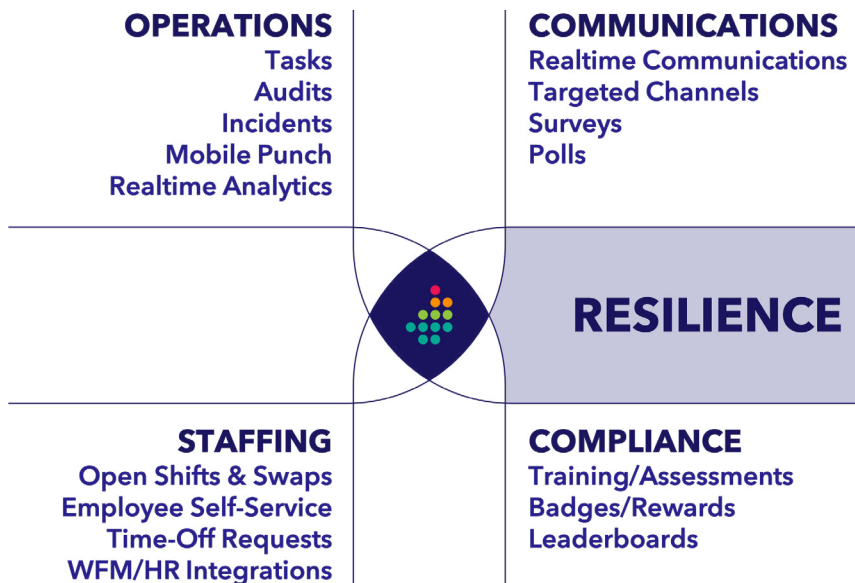 OPERATIONS
Tasks
Audits
Incidents
Mobile Punch
Realtime Analytics
COMMUNICATIONS
Realtime Communications
Targeted Channels
Surveys
Polls
RESILIENCE
STAFFING
Open Shifts & Swaps
Employee Self-Service
Time-Off Requests
WFM/HR Integrations
COMPLIANCE
Training/Assessments
Badges/Rewards
Leaderboards